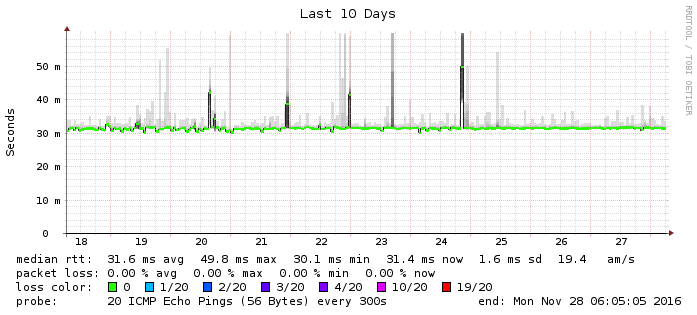 Last 10 Days
RRDTOOL / TOBI OETIKER
Seconds
50 m
40 m
30 m
20 m
10 m
0
18 19 20 21 22 23 24 25 26 27
median rtt: 31.6 ms avg 49.8 ms max 30.1 ms min 31.4 ms now 1.6 ms sd 19.4 am/s
packet loss: 0.00 % avg 0.00 % max 0.00 % min 0.00 % now
loss color: 0 1/20 2/20 3/20 4/20 10/20 19/20
probe: 20 ICMP Echo Pings (56 Bytes) every 300s end: Mon Nov 28 06:05:05 2016